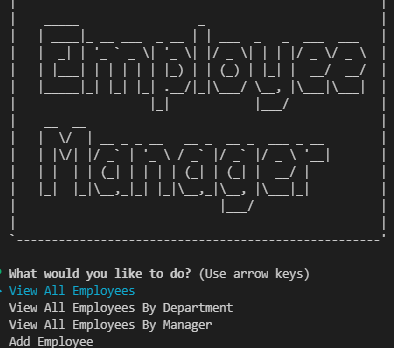 Employee
Manager
? What would you like to do? (Use arrow keys)
> View All Employees
View All Employees By Department
View All Employees By Manager
Add Employee